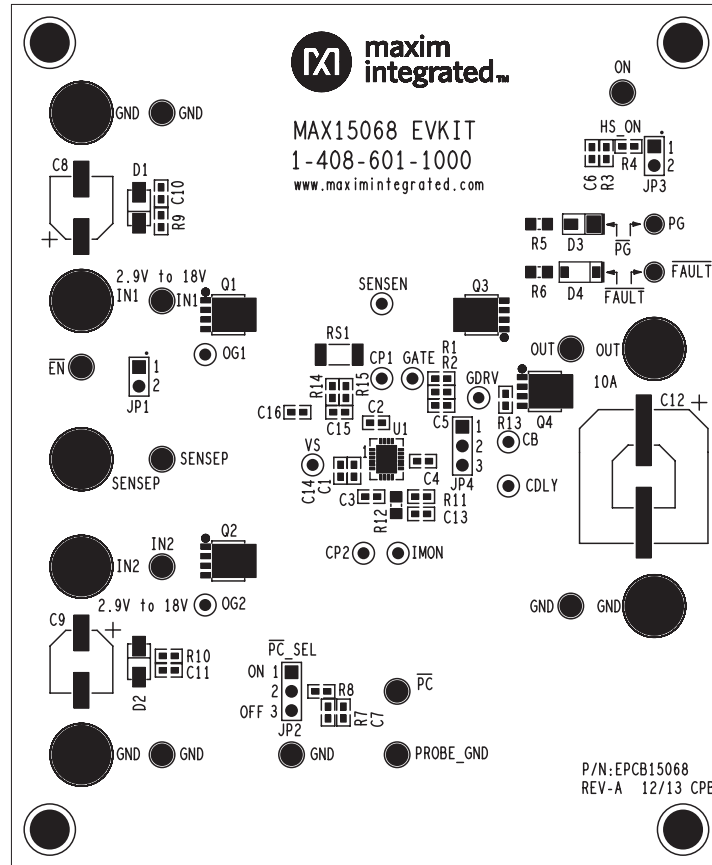 maxim
integrated™
MAX15068 EVKIT
1-408-601-1000
www.maximintegrated.com
ON
GND
GND
HS_ON
1
2
R4
C6
R3
JP3
C8
D1
C10
R9
+
R5
D3
PG
PG
R6
D4
FAULT
FAULT
2.9V to 18V
IN1
IN1
Q1
SENSEN
Q3
OG1
RS1
OUT
OUT
EN
1
2
JP1
CP1
GATE
R1
R2
GDRV
10A
C12
+
R14
R15
C16
C15
C2
C5
R13
Q4
U1
1
JP4
1
2
3
CB
SENSEP
SENSEP
VS
C14
C1
C4
CDLY
C3
R12
R11
C13
IN2
IN2
Q2
CP2
IMON
2.9V to 18V
OG2
GND
GND
C9
+
D2
R10
C11
PC_SEL
ON 1
2
OFF 3
JP2
R8
R7
C7
PC
GND
GND
GND
PROBE_GND
P/N:EPCB15068
REV-A 12/13 CPB